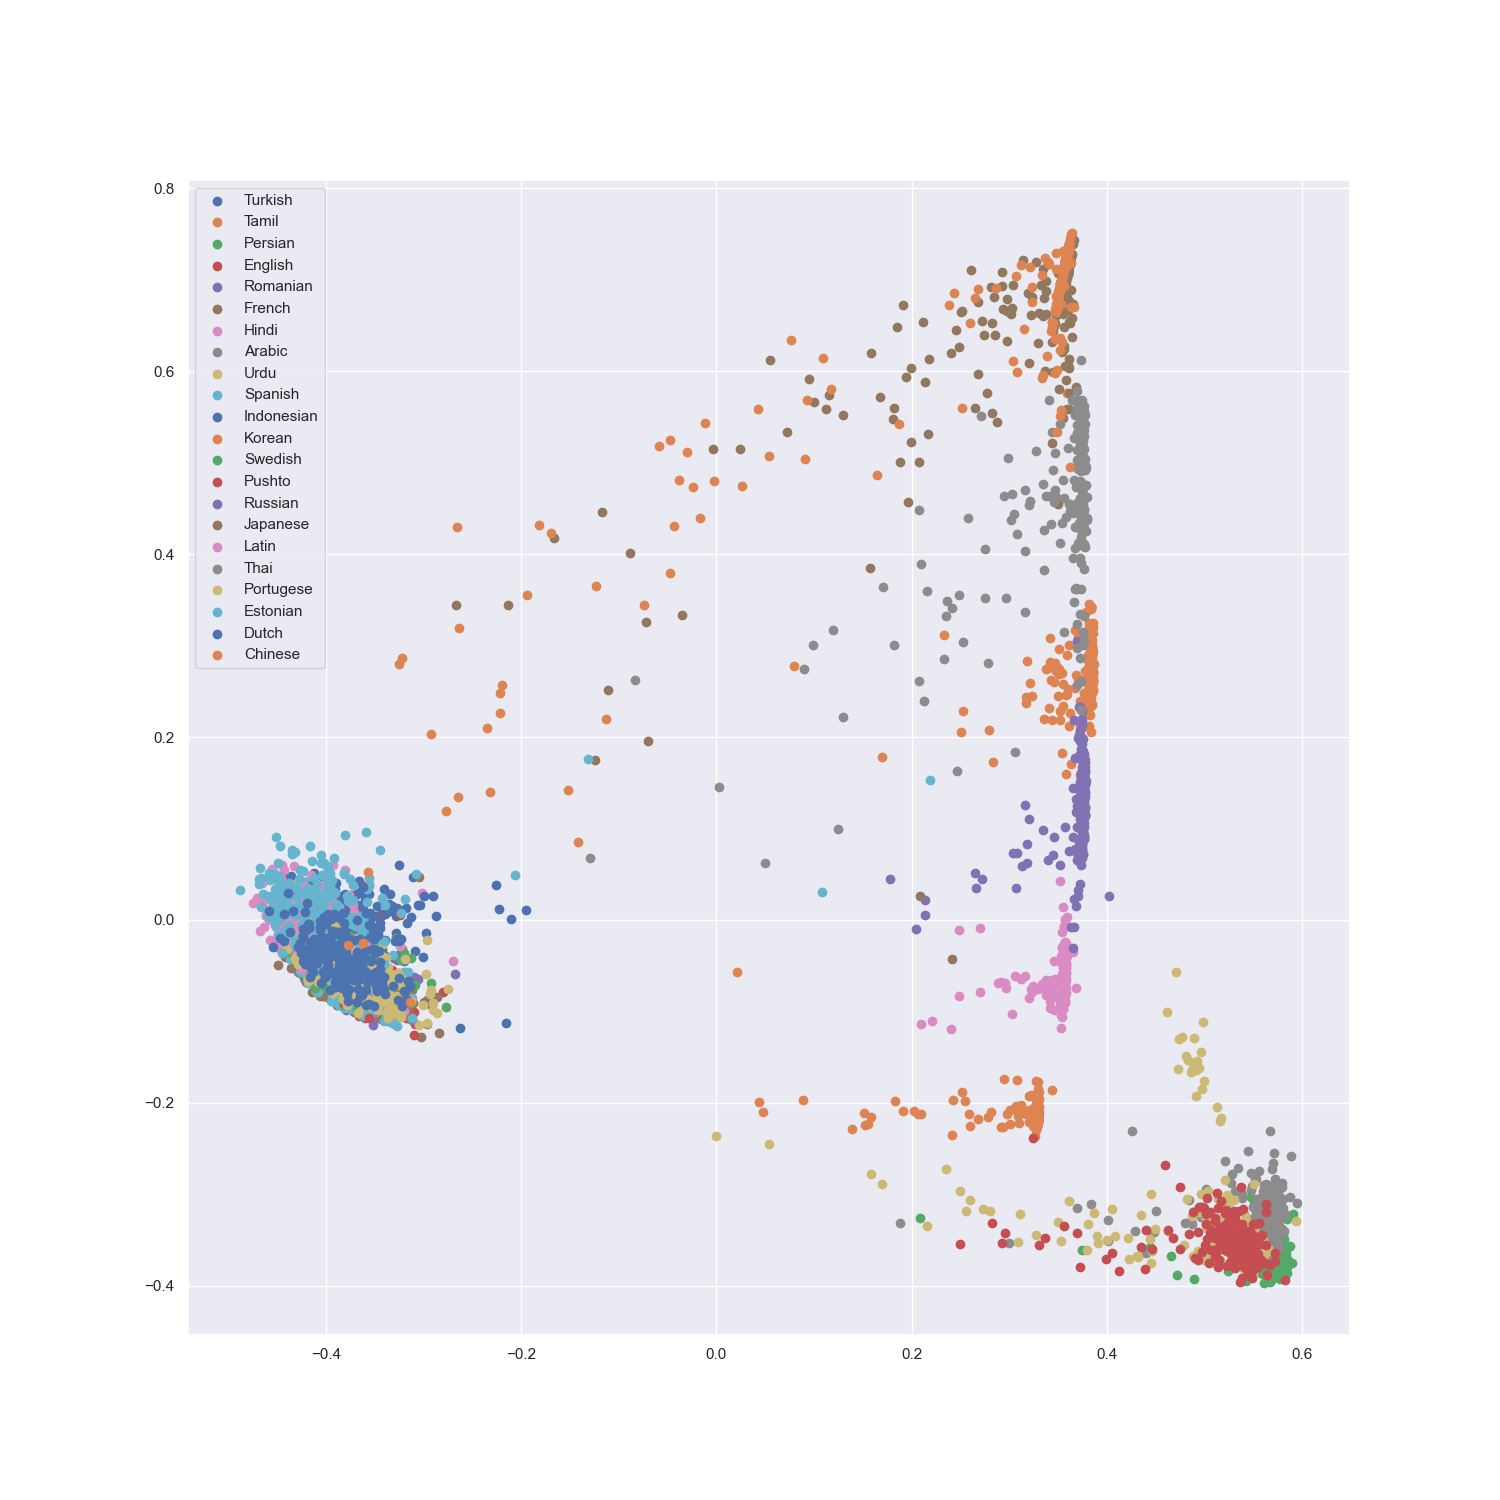 0.8
0.6
0.4
0.2
0.0
−0.2
−0.4
Turkish
Tamil
Persian
English
Romanian
French
Hindi
Arabic
Urdu
Spanish
Indonesian
Korean
Swedish
Pushto
Russian
Japanese
Latin
Thai
Portugese
Estonian
Dutch
Chinese
−0.4 −0.2 0.0 0.2 0.4 0.6